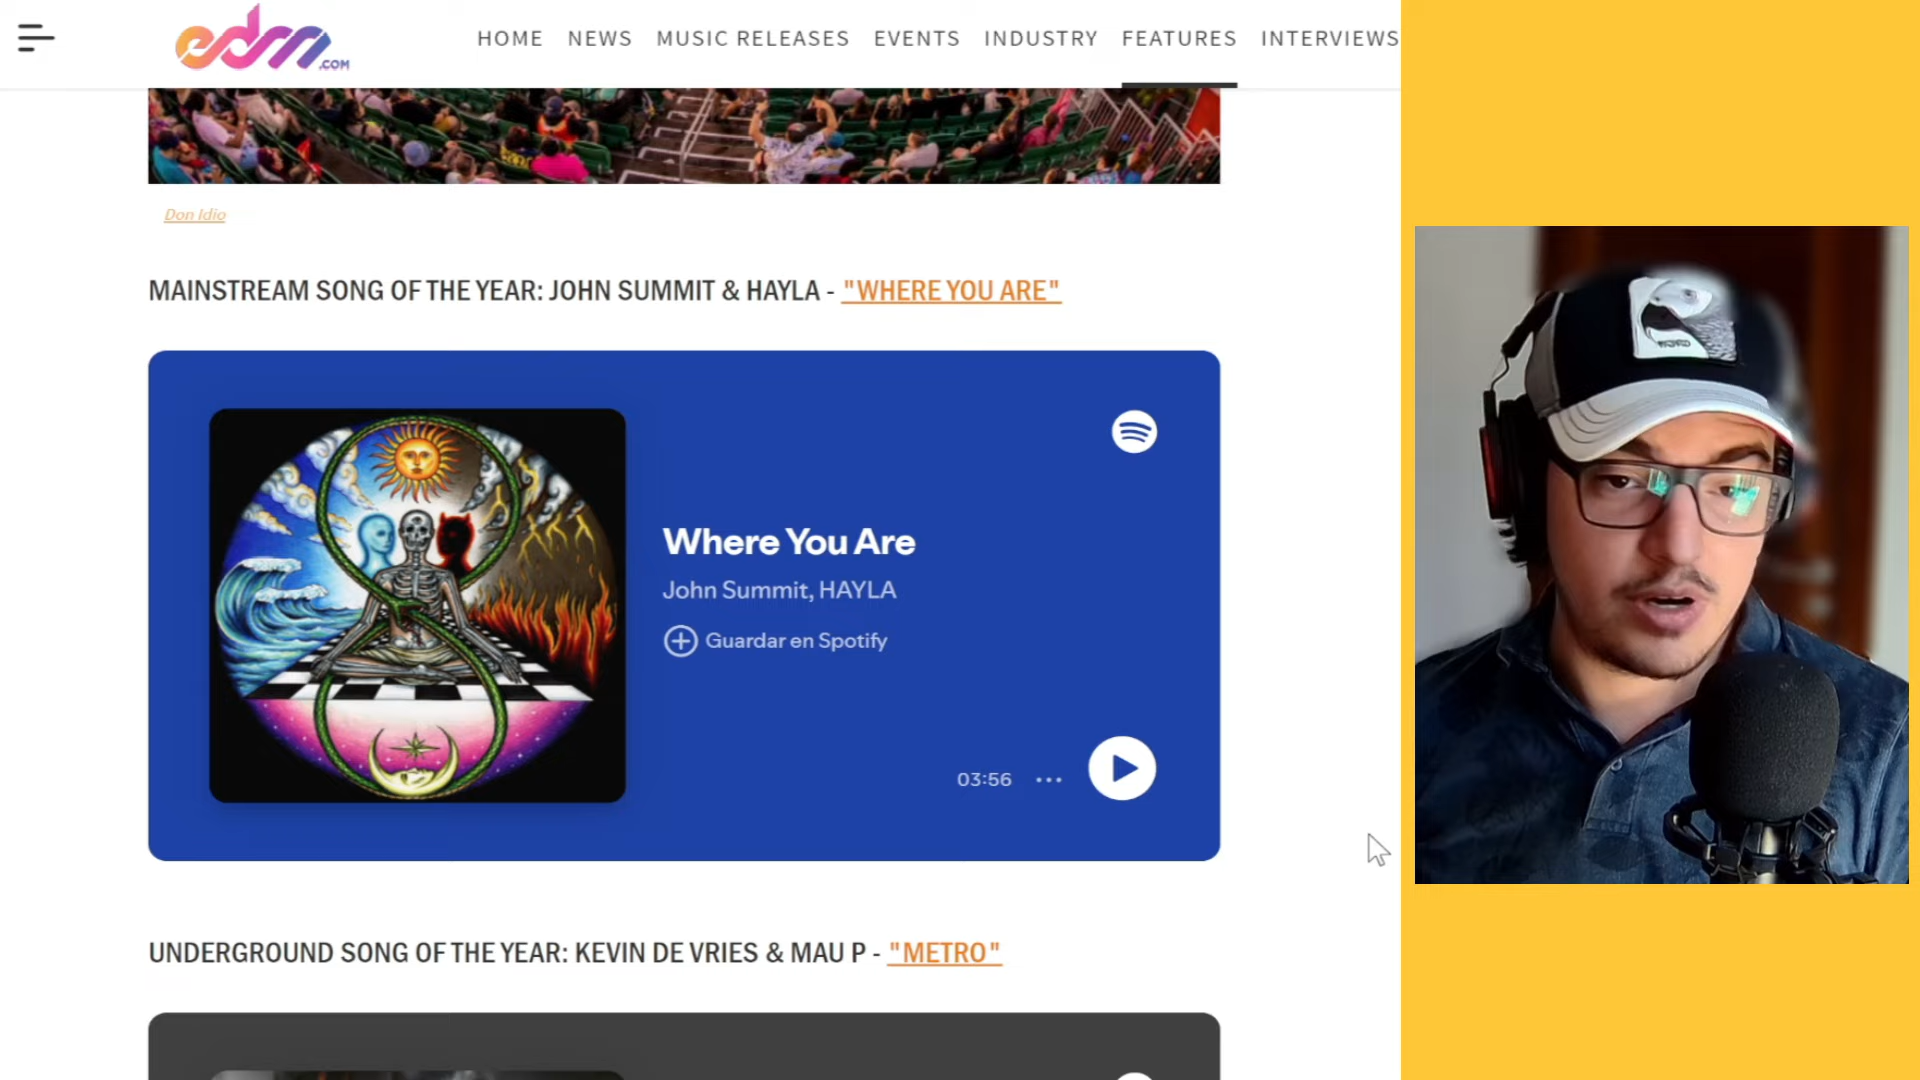 edm.COM
HOME NEWS MUSIC RELEASES EVENTS INDUSTRY FEATURES INTERVIEWS
Don Idio
MAINSTREAM SONG OF THE YEAR: JOHN SUMMIT & HAYLA - "WHERE YOU ARE"
Where You Are
John Summit, HAYLA
Guardar en Spotify
03:56
UNDERGROUND SONG OF THE YEAR: KEVIN DE VRIES & MAU P - "METRO"